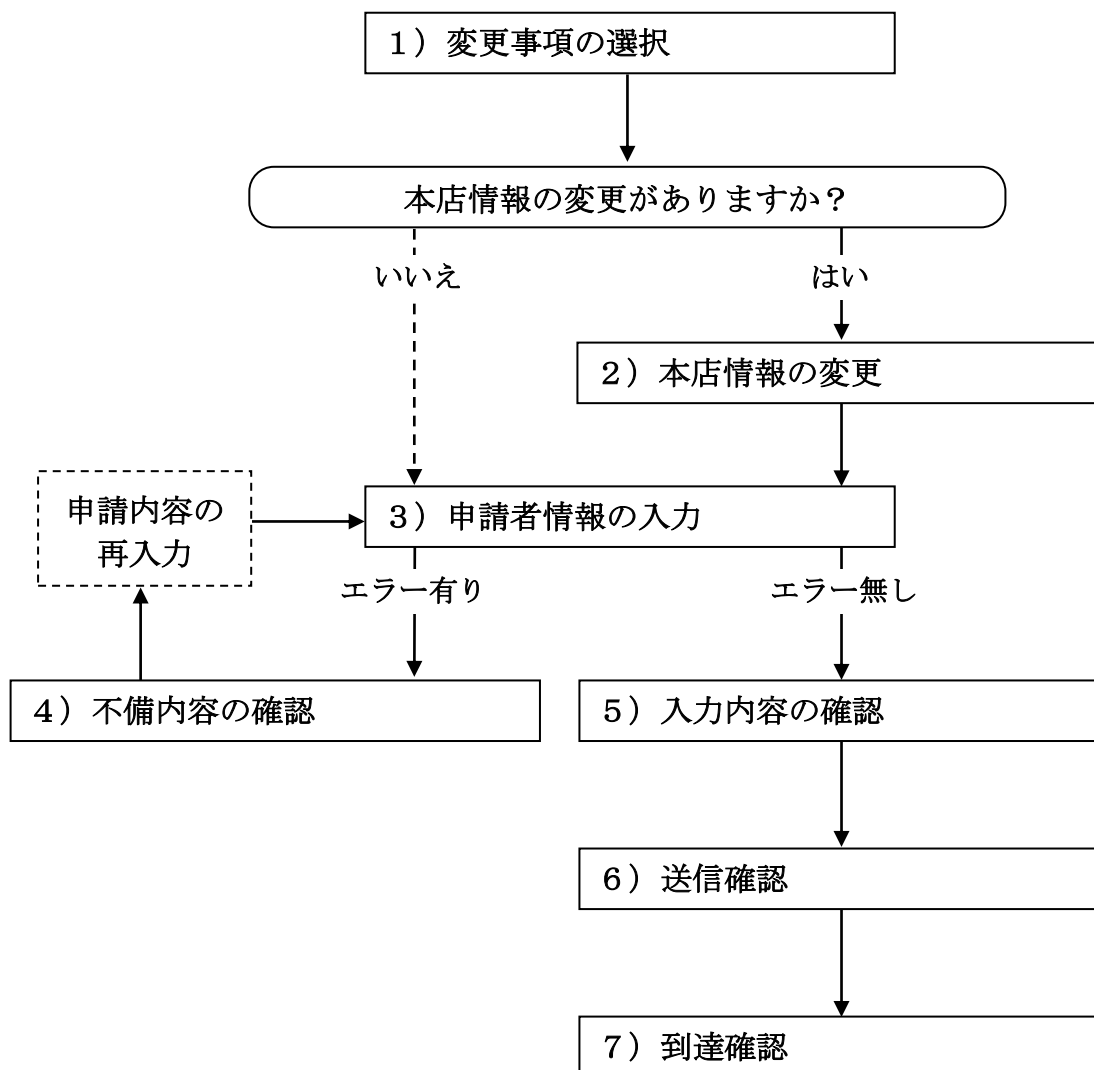 １）変更事項の選択
本店情報の変更がありますか？
いいえ
はい
２）本店情報の変更
申請内容の
再入力
３）申請者情報の入力
エラー有り
エラー無し
４）不備内容の確認
５）入力内容の確認
６）送信確認
７）到達確認